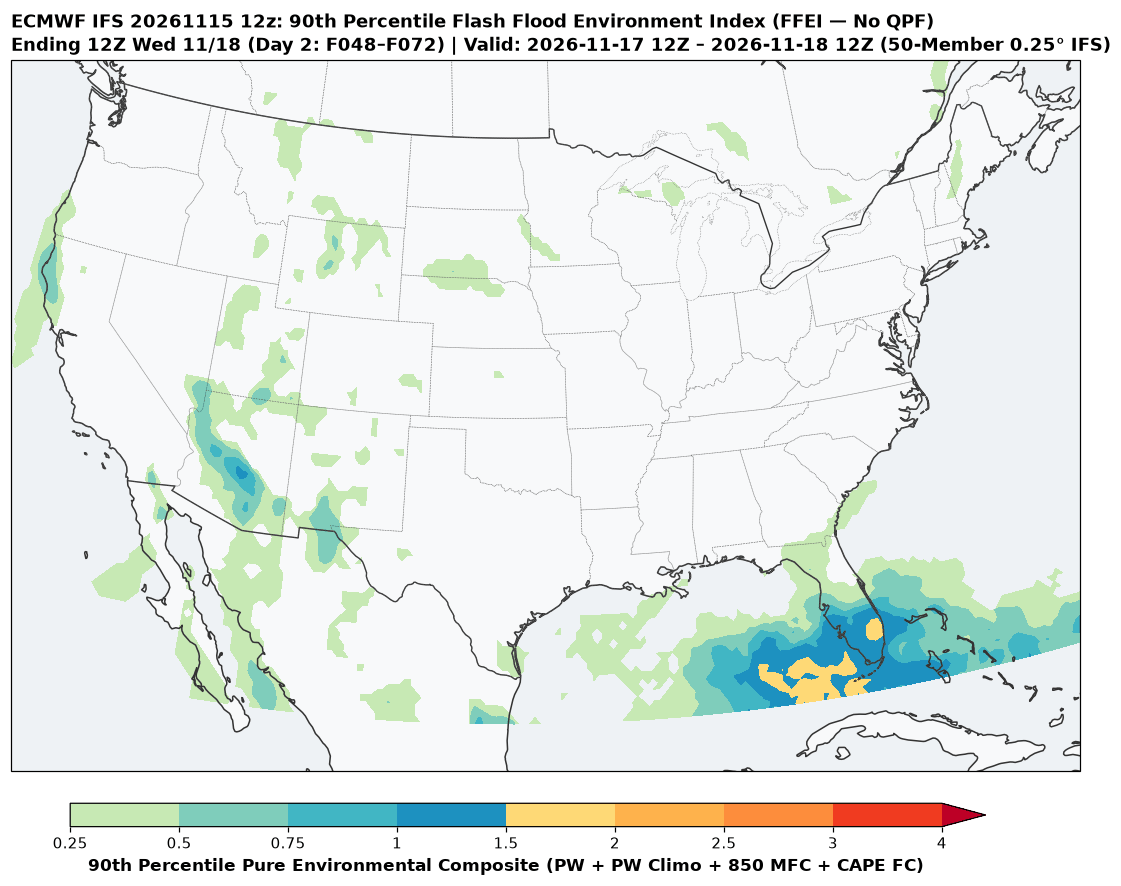 ECMWF IFS 20261115 12z: 90th Percentile Flash Flood Environment Index (FFEI — No QPF)
Ending 12Z Wed 11/18 (Day 2: F048–F072) | Valid: 2026-11-17 12Z – 2026-11-18 12Z (50-Member 0.25° IFS)
0.25 0.5 0.75 1 1.5 2 2.5 3 4
90th Percentile Pure Environmental Composite (PW + PW Climo + 850 MFC + CAPE FC)